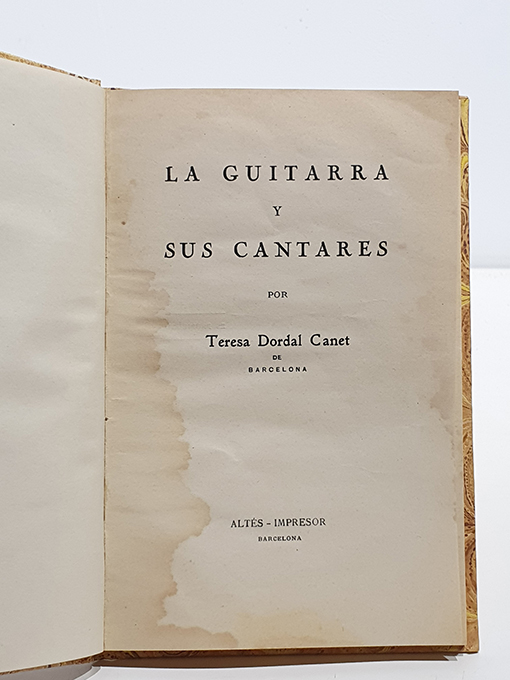 LA GUITARRA
Y
SUS CANTARES
POR
Teresa Dordal Canet
DE
BARCELONA
ALTÉS - IMPRESOR
BARCELONA